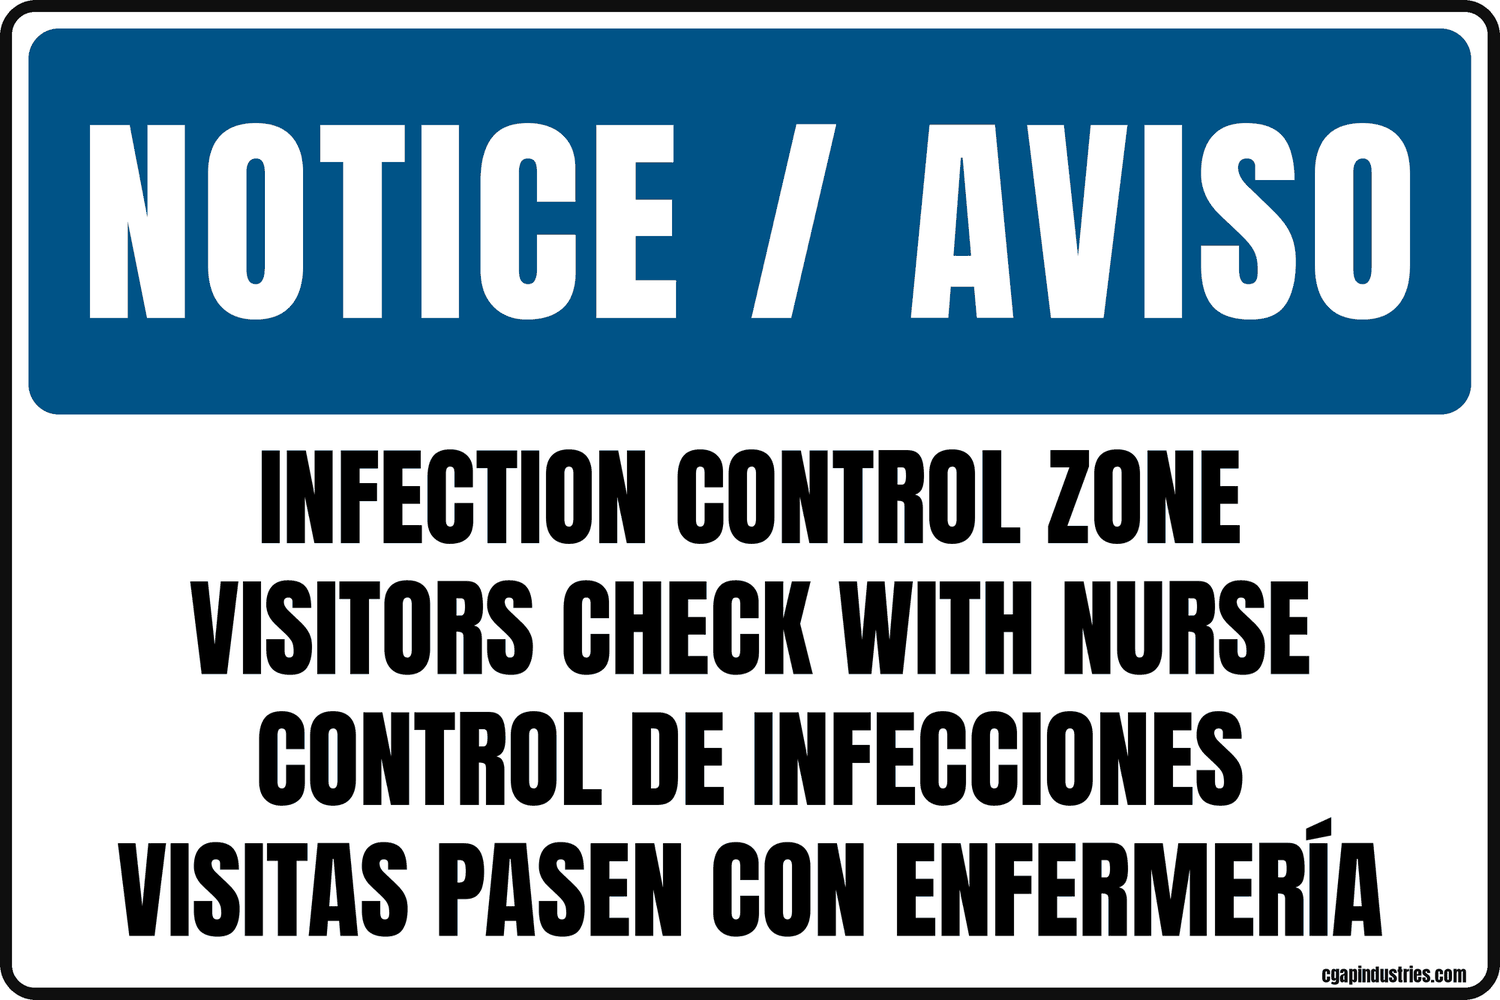 NOTICE / AVISO
INFECTION CONTROL ZONE
VISITORS CHECK WITH NURSE
CONTROL DE INFECCIONES
VISITAS PASEN CON ENFERMERÍA
cgapindustries.com